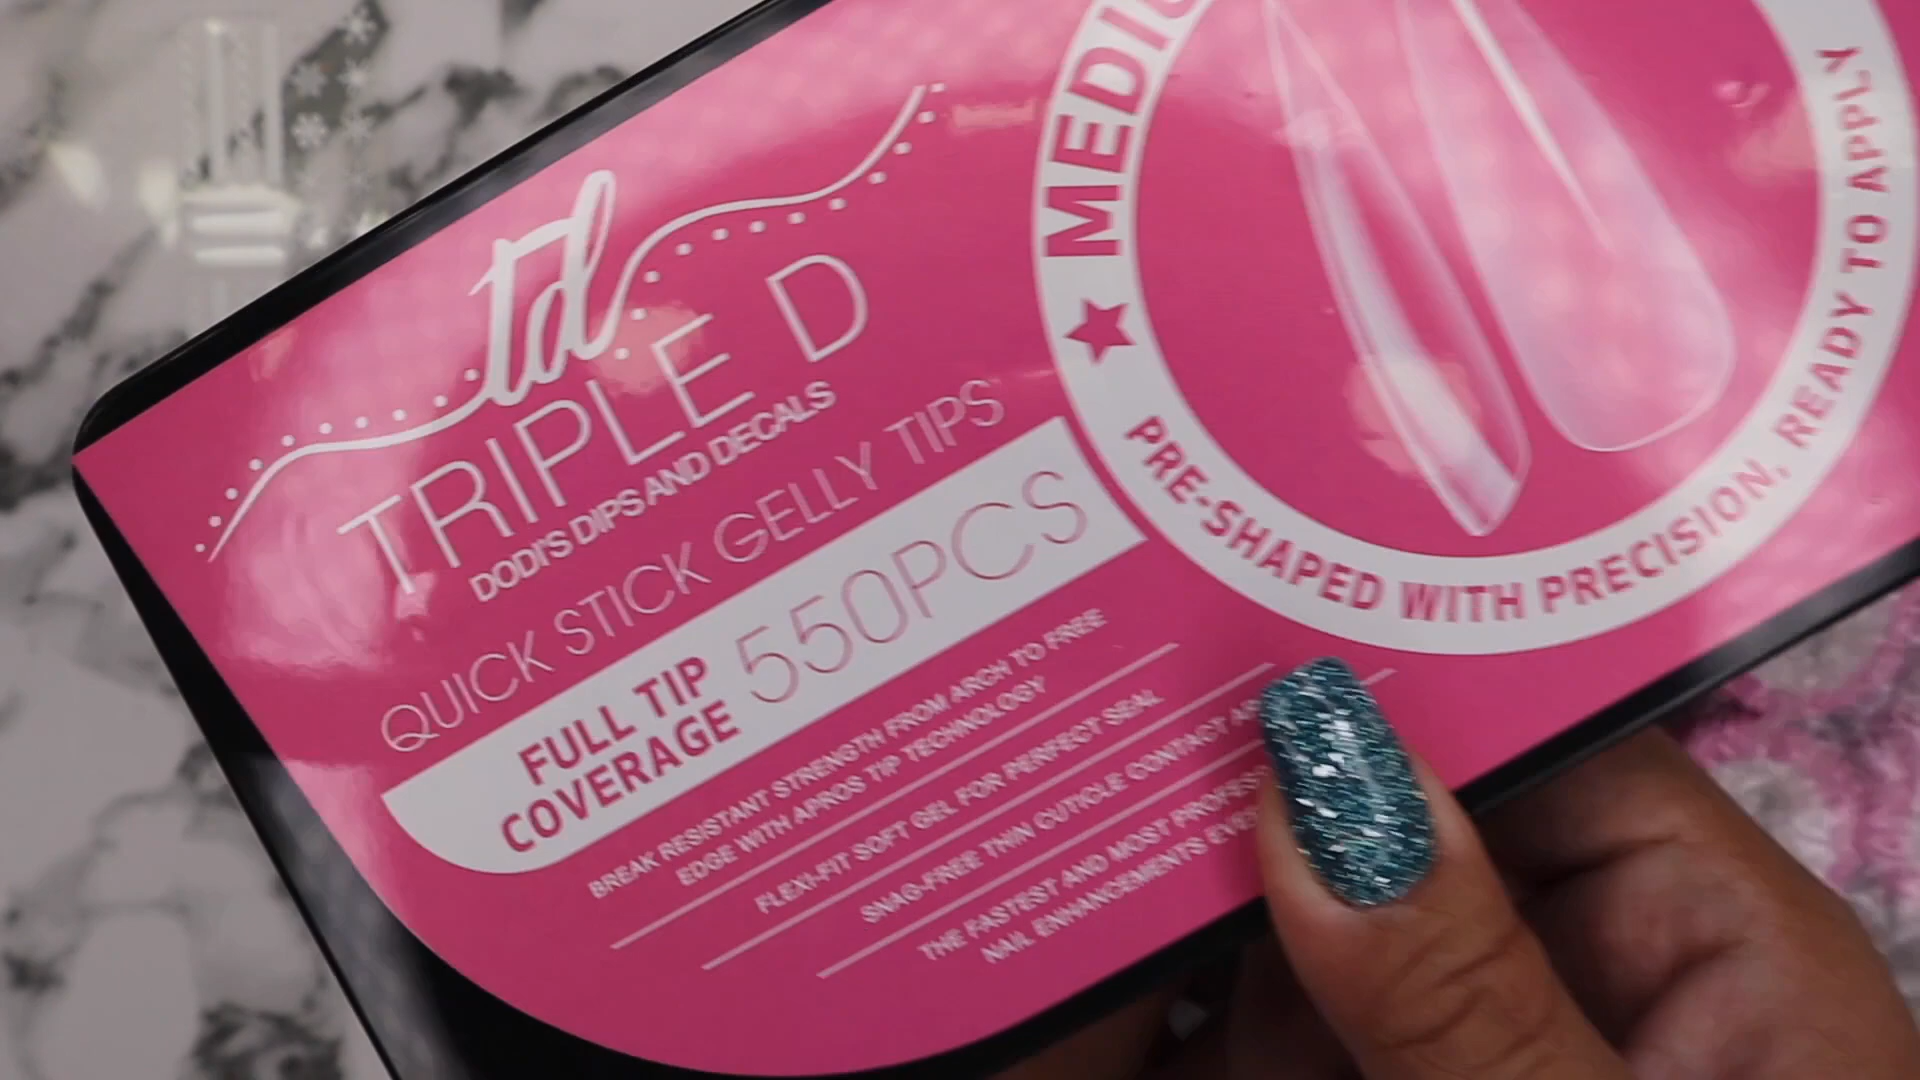 td
TRIPLE D
DODI'S DIPS AND DECALS
QUICK STICK GELLY TIPS
FULL TIP
COVERAGE
550PCS
BREAK RESISTANT STRENGTH FROM ARCH TO FREE
EDGE WITH APROS TIP TECHNOLOGY
FLEXI-FIT SOFT GEL FOR PERFECT SEAL
SNAG-FREE THIN CUTICLE CONTACT
THE FASTEST AND MOST
NAIL ENHANCEMENTS
PRE-SHAPED WITH PRECISION, READY TO APPLY